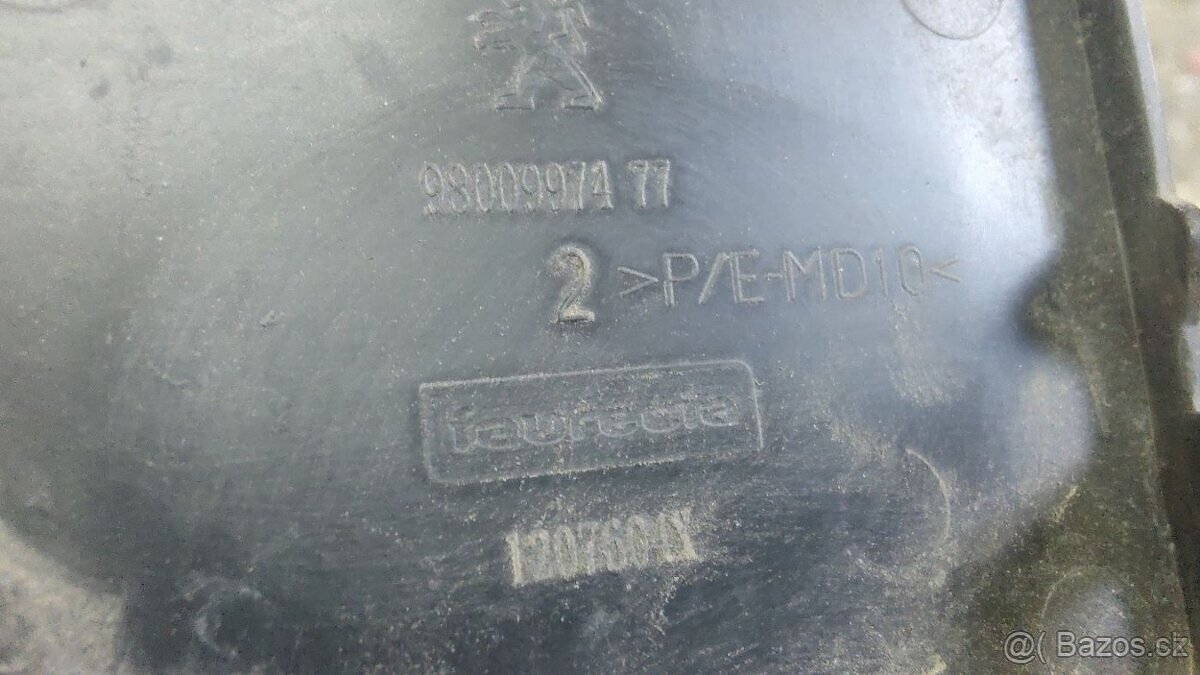 98009974 77
2 >P/E-MD10<
faurecia
1307604X
@( Bazos.sk